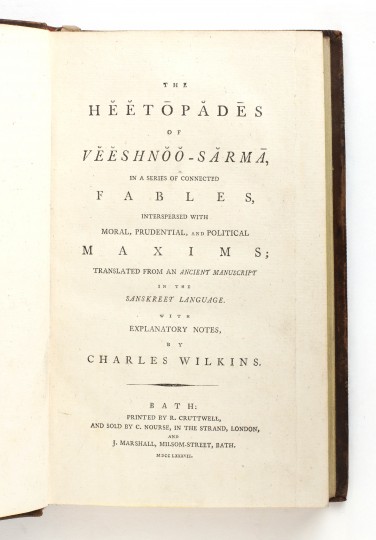 THE
HĔĔTŌPĂDĒS
OF
VĔĔSHNŎŎ-SĂRMĀ,
IN A SERIES OF CONNECTED
FABLES,
INTERSPERSED WITH
MORAL, PRUDENTIAL, AND POLITICAL
MAXIMS;
TRANSLATED FROM AN ANCIENT MANUSCRIPT
IN THE
SANSKREET LANGUAGE.
WITH
EXPLANATORY NOTES,
BY
CHARLES WILKINS.
BATH:
PRINTED BY R. CRUTTWELL,
AND SOLD BY C. NOURSE, IN THE STRAND, LONDON,
AND
J. MARSHALL, MILSOM-STREET, BATH.
MDCCLXXXVII.